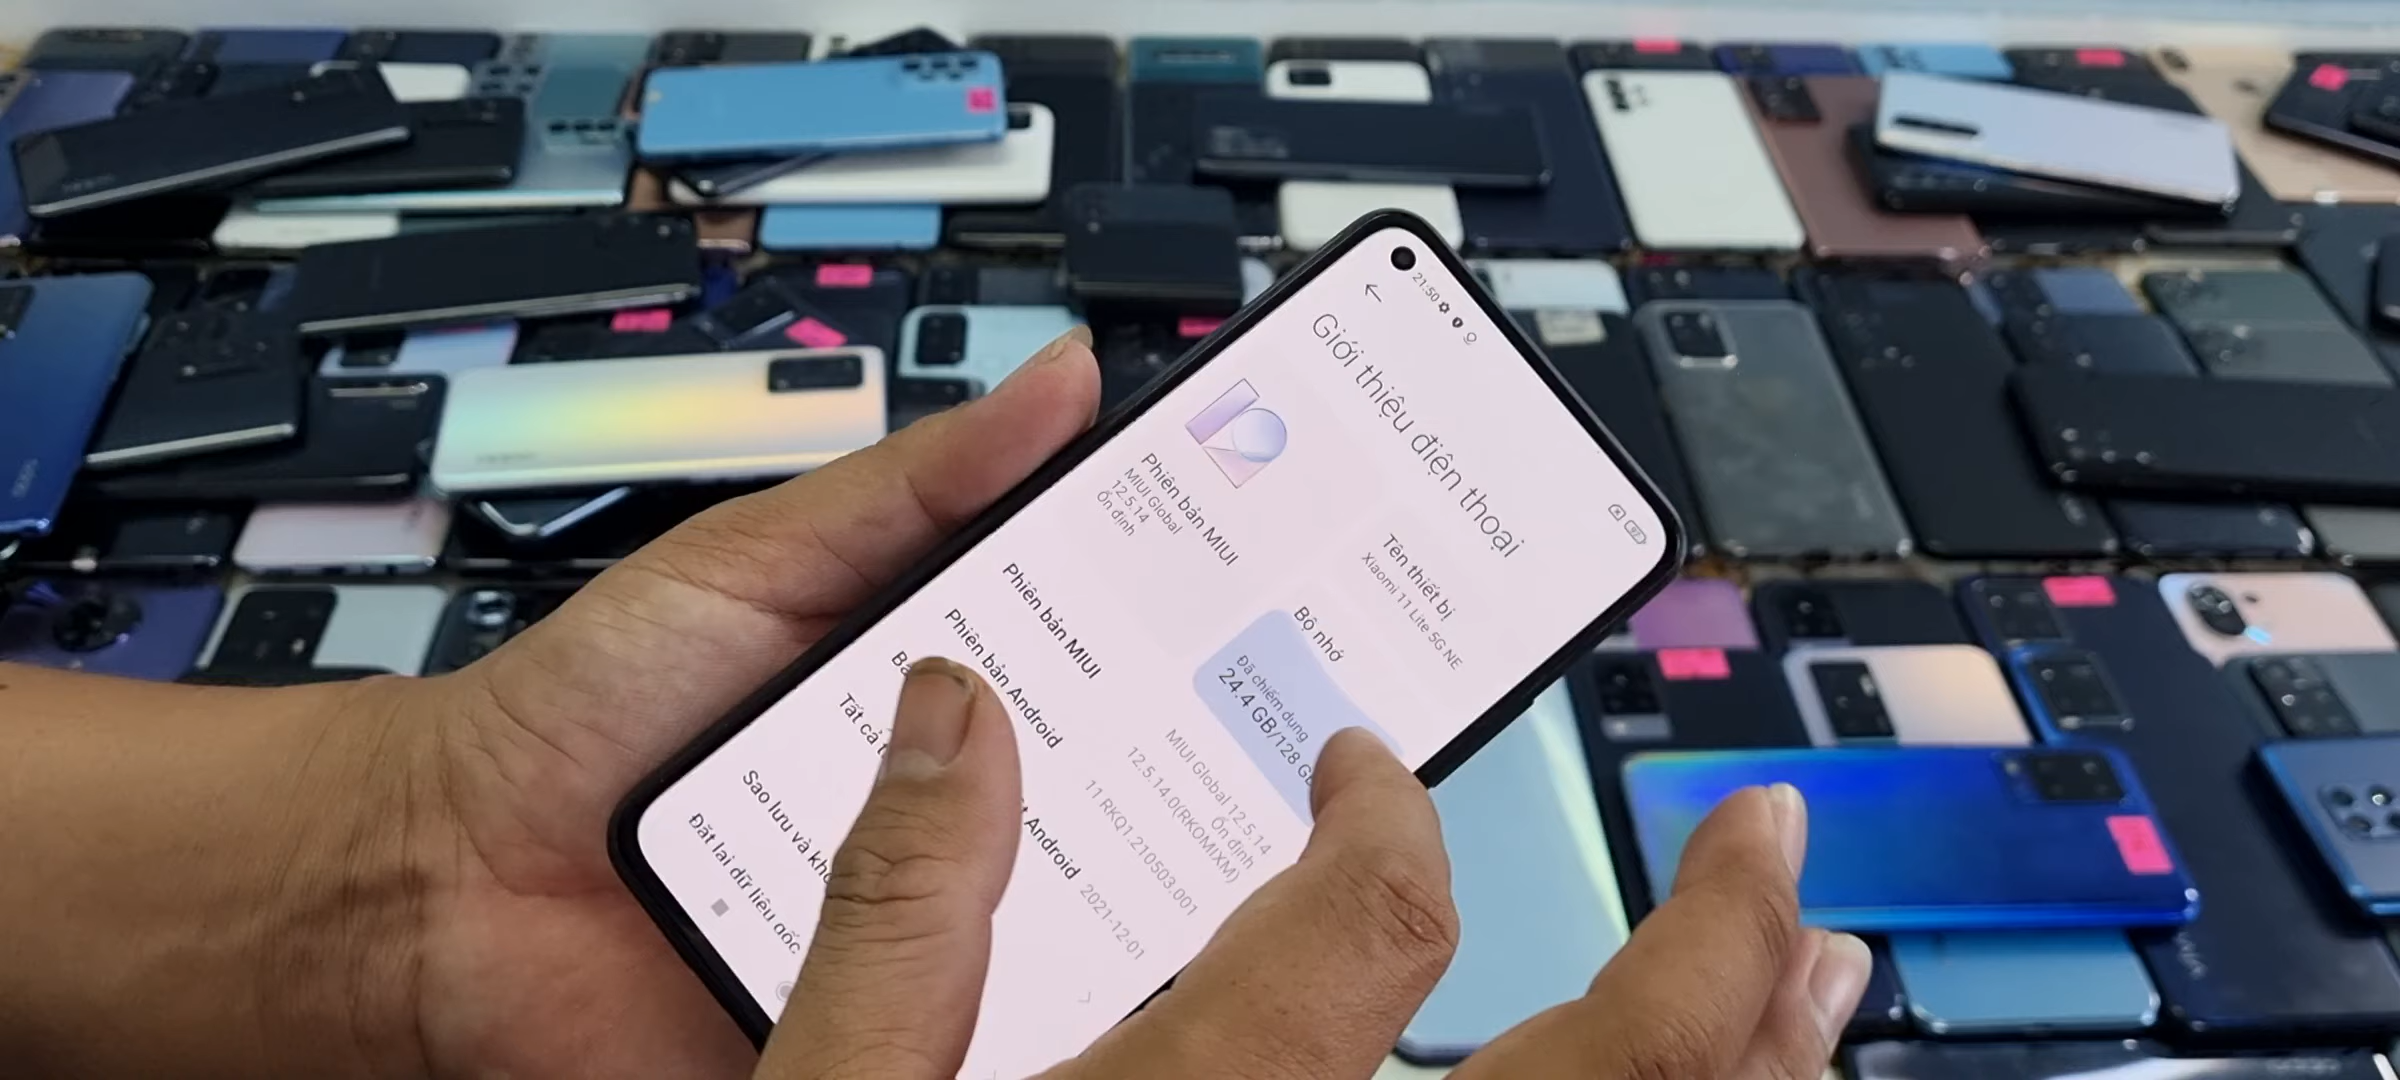 21:50
Giới thiệu điện thoại
Phiên bản MIUI
MIUI Global
12.5.14
Ổn định
Tên thiết bị
Xiaomi 11 Lite 5G NE
Bộ nhớ
Đã chiếm dụng
24.4 GB/128 GB
Phiên bản MIUI
MIUI Global 12.5.14
Ổn định
12.5.14.0(RKOMIXM)
Phiên bản Android
11 RKQ1.210503.001
Android
2021-12-01
Tất cả
Sao lưu và
Đặt lại dữ liệu gốc